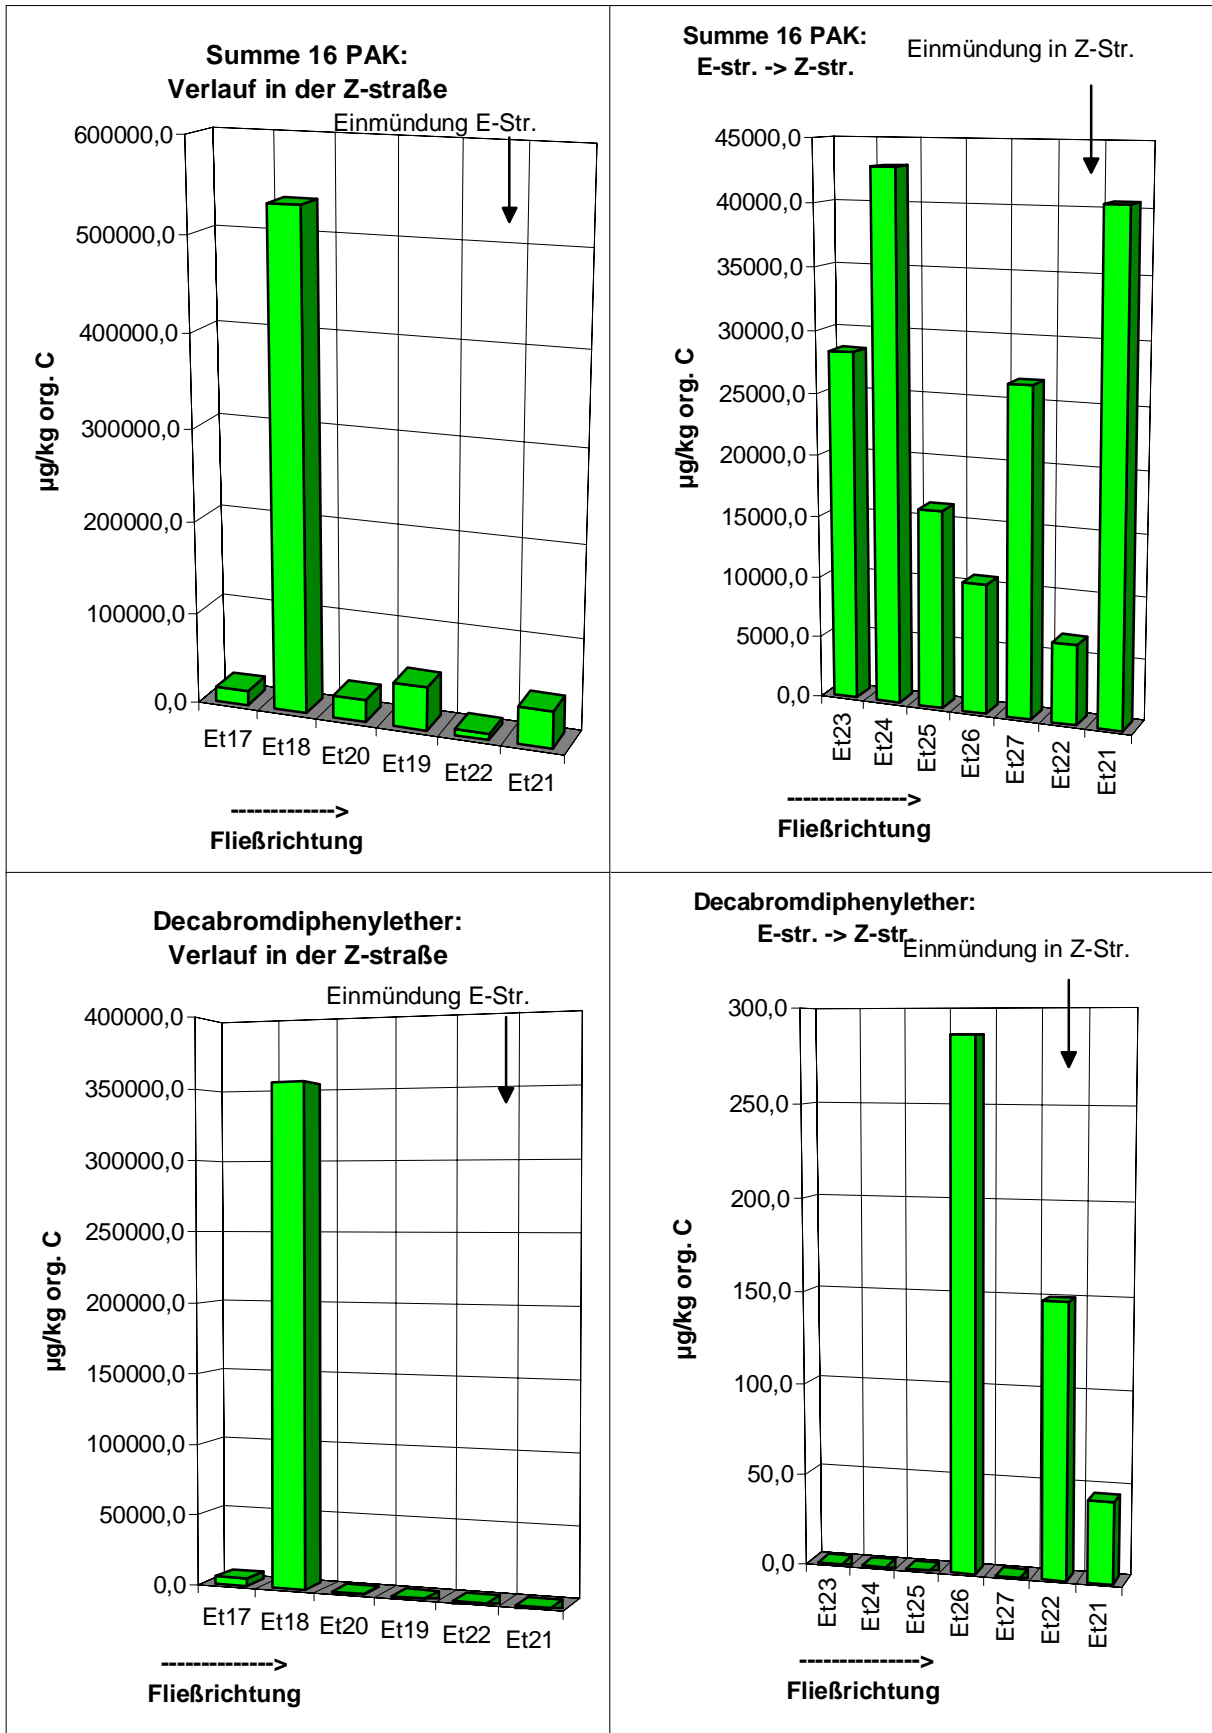 Summe 16 PAK:
Verlauf in der Z-straße
Einmündung E-Str.
600000,0
500000,0
400000,0
300000,0
200000,0
100000,0
0,0
µg/kg org. C
Et17 Et18 Et20 Et19 Et22 Et21
------------->
Fließrichtung
Summe 16 PAK:
E-str. -> Z-str.
Einmündung in Z-Str.
45000,0
40000,0
35000,0
30000,0
25000,0
20000,0
15000,0
10000,0
5000,0
0,0
µg/kg org. C
Et23 Et24 Et25 Et26 Et27 Et22 Et21
--------------->
Fließrichtung
Decabromdiphenylether:
Verlauf in der Z-straße
Einmündung E-Str.
400000,0
350000,0
300000,0
250000,0
200000,0
150000,0
100000,0
50000,0
0,0
µg/kg org. C
Et17 Et18 Et20 Et19 Et22 Et21
-------------->
Fließrichtung
Decabromdiphenylether:
E-str. -> Z-str.
Einmündung in Z-Str.
300,0
250,0
200,0
150,0
100,0
50,0
0,0
µg/kg org. C
Et23 Et24 Et25 Et26 Et27 Et22 Et21
--------------->
Fließrichtung